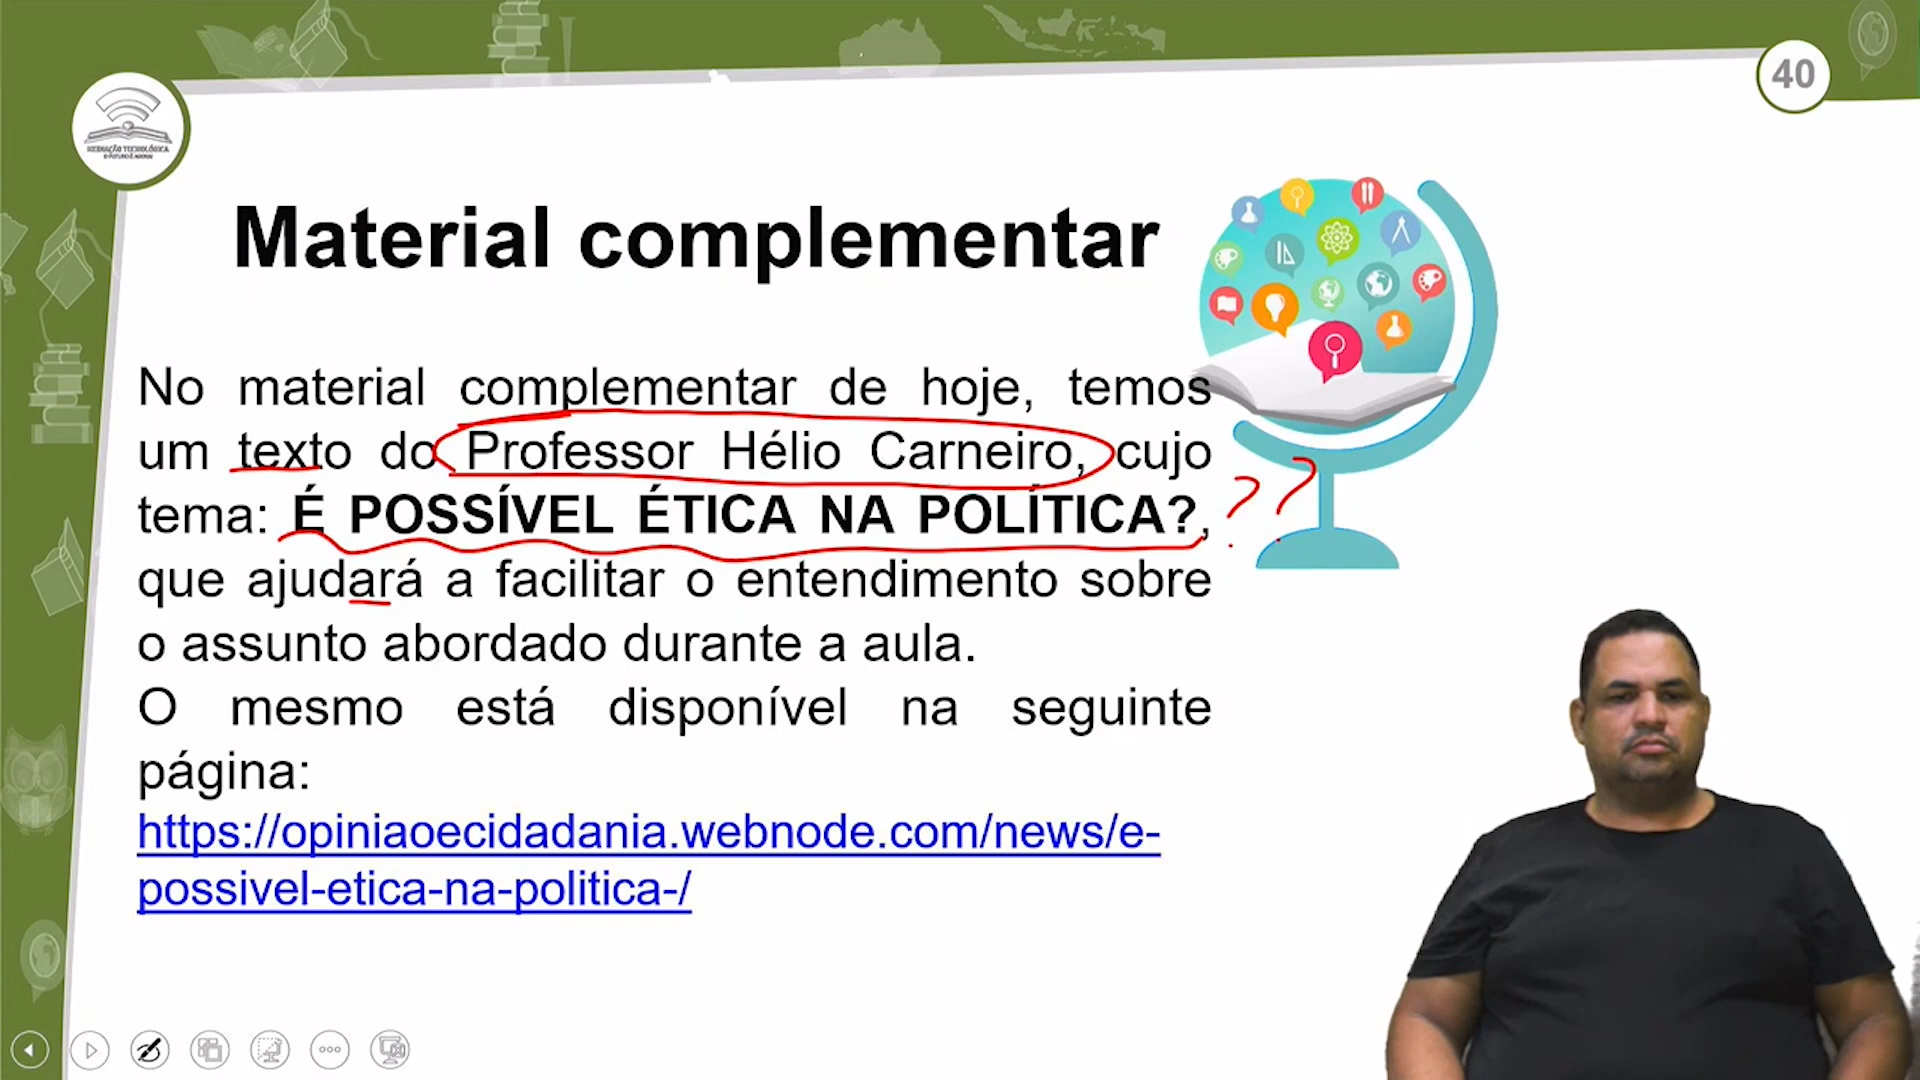 40
MEDIAÇÃO TECNOLÓGICA
Material complementar
No material complementar de hoje, temos
um texto do Professor Hélio Carneiro, cujo
tema: É POSSÍVEL ÉTICA NA POLÍTICA?,
??
que ajudará a facilitar o entendimento sobre
o assunto abordado durante a aula.
O mesmo está disponível na seguinte
página:
https://opiniaoecidadania.webnode.com/news/e-
possivel-etica-na-politica-/